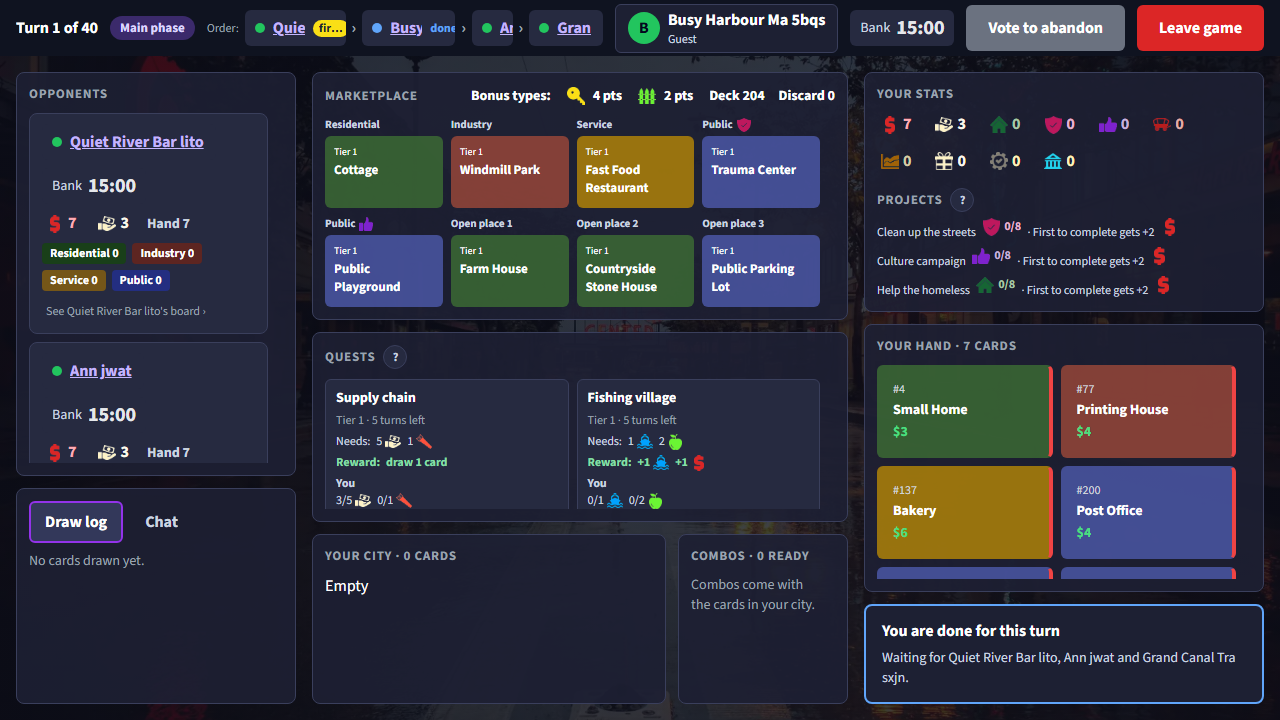 Turn 1 of 40
Main phase
Order:
Quie
fir...
›
Busy
done
›
An
›
Gran
B
Busy Harbour Ma 5bqs
Guest
Bank 15:00
Vote to abandon
Leave game
OPPONENTS
Quiet River Bar lito
Bank 15:00
7
3
Hand 7
Residential 0
Industry 0
Service 0
Public 0
See Quiet River Bar lito's board ›
Ann jwat
Bank 15:00
7
3
Hand 7
Draw log
Chat
No cards drawn yet.
MARKETPLACE
Bonus types:
4 pts
2 pts
Deck 204
Discard 0
Residential
Tier 1
Cottage
Industry
Tier 1
Windmill Park
Service
Tier 1
Fast Food
Restaurant
Public
Tier 1
Trauma Center
Public
Tier 1
Public
Playground
Open place 1
Tier 1
Farm House
Open place 2
Tier 1
Countryside
Stone House
Open place 3
Tier 1
Public Parking
Lot
QUESTS
?
Supply chain
Tier 1 · 5 turns left
Needs: 5 1
Reward: draw 1 card
You
3/5 0/1
Fishing village
Tier 1 · 5 turns left
Needs: 1 2
Reward: +1 +1
You
0/1 0/2
YOUR CITY · 0 CARDS
Empty
COMBOS · 0 READY
Combos come with
the cards in your city.
YOUR STATS
7 3 0 0 0 0
0 0 0 0
PROJECTS
?
Clean up the streets 0/8 · First to complete gets +2
Culture campaign 0/8 · First to complete gets +2
Help the homeless 0/8 · First to complete gets +2
YOUR HAND · 7 CARDS
#4
Small Home
$3
#77
Printing House
$4
#137
Bakery
$6
#200
Post Office
$4
You are done for this turn
Waiting for Quiet River Bar lito, Ann jwat and Grand Canal Tra
sxjn.